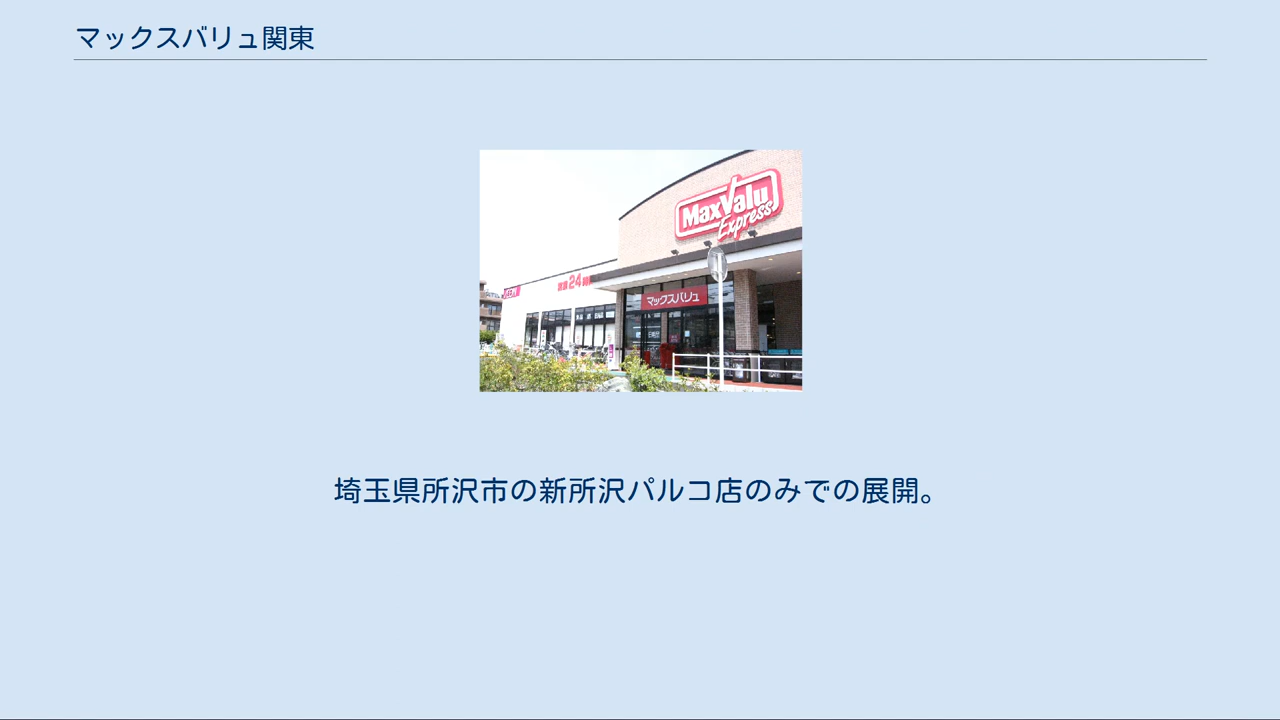 マックスバリュ関東
MaxValu
Express
24
マックスバリュ
埼玉県所沢市の新所沢パルコ店のみでの展開。